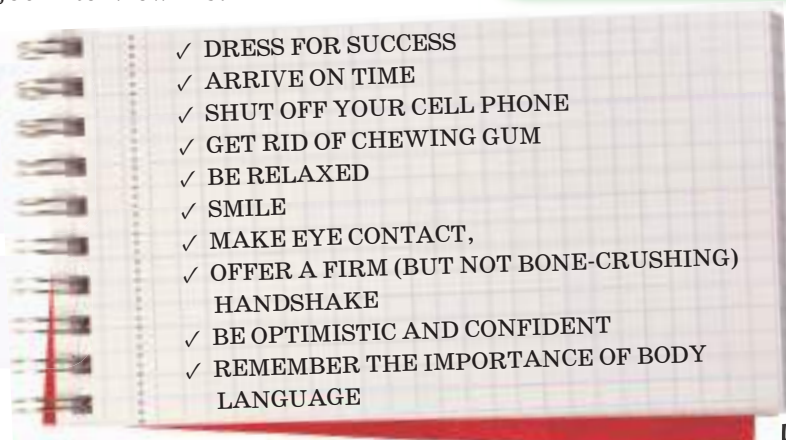 ✓ DRESS FOR SUCCESS
✓ ARRIVE ON TIME
✓ SHUT OFF YOUR CELL PHONE
✓ GET RID OF CHEWING GUM
✓ BE RELAXED
✓ SMILE
✓ MAKE EYE CONTACT,
✓ OFFER A FIRM (BUT NOT BONE-CRUSHING)
HANDSHAKE
✓ BE OPTIMISTIC AND CONFIDENT
✓ REMEMBER THE IMPORTANCE OF BODY
LANGUAGE